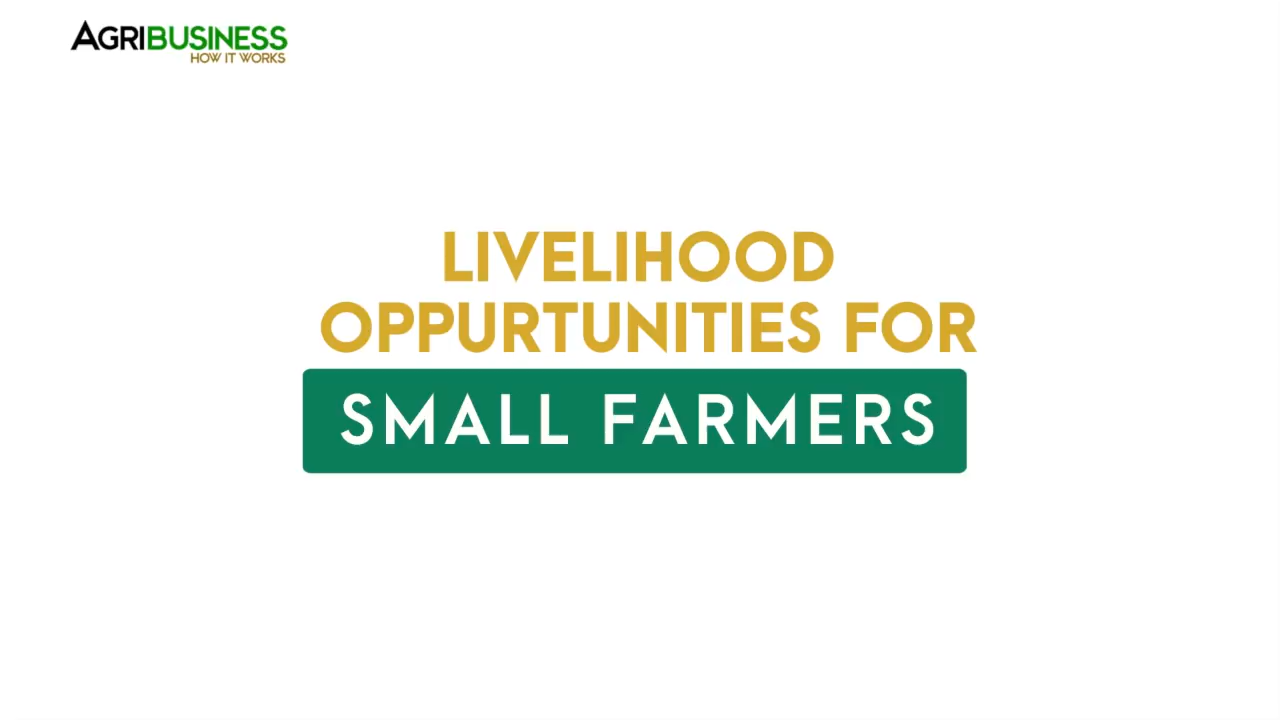 AGRIBUSINESS
HOW IT WORKS
LIVELIHOOD
OPPURTUNITIES FOR
SMALL FARMERS